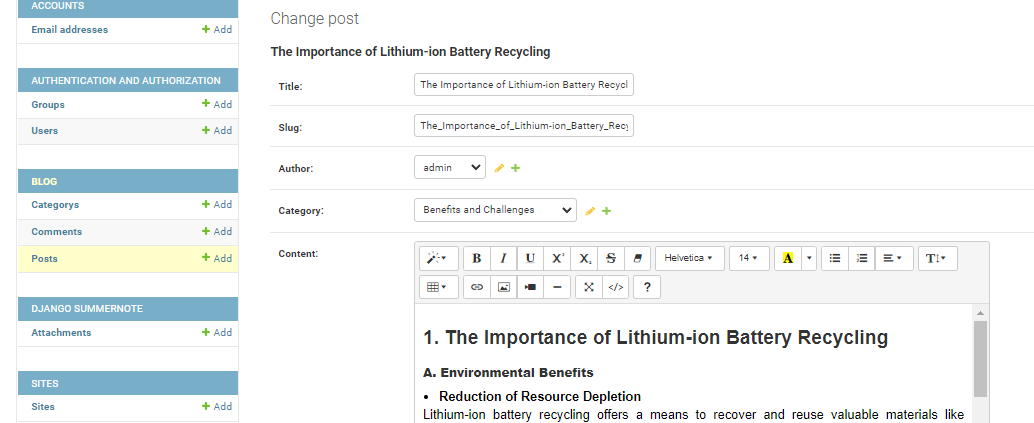 ACCOUNTS
Email addresses + Add
AUTHENTICATION AND AUTHORIZATION
Groups + Add
Users + Add
BLOG
Categorys + Add
Comments + Add
Posts + Add
DJANGO SUMMERNOTE
Attachments + Add
SITES
Sites + Add
Change post
The Importance of Lithium-ion Battery Recycling
Title: The Importance of Lithium-ion Battery Recycl
Slug: The_Importance_of_Lithium-ion_Battery_Recy
Author: admin
Category: Benefits and Challenges
Content:
B I U X² X₂ S Helvetica 14 A T
</> ?
1. The Importance of Lithium-ion Battery Recycling
A. Environmental Benefits
• Reduction of Resource Depletion
Lithium-ion battery recycling offers a means to recover and reuse valuable materials like